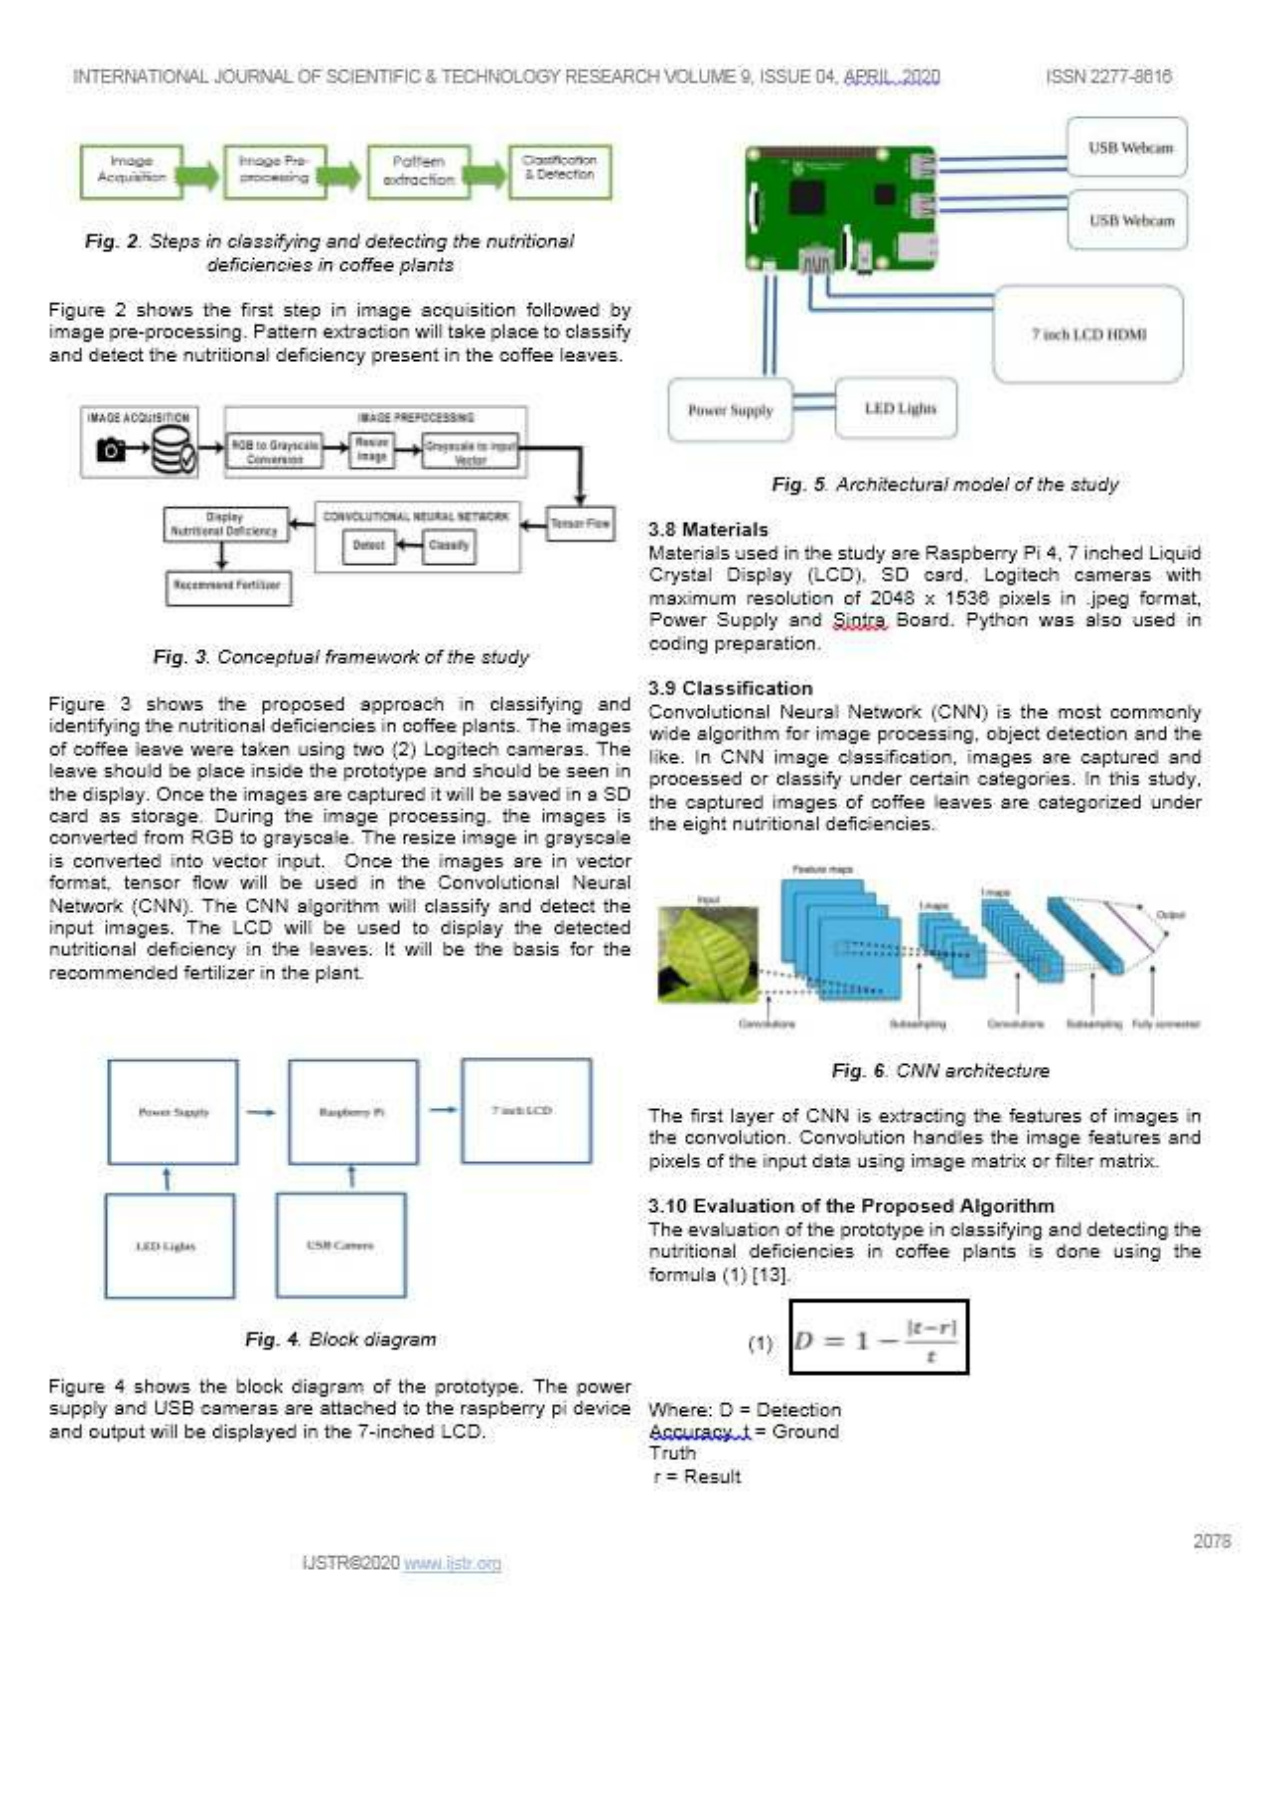 INTERNATIONAL JOURNAL OF SCIENTIFIC & TECHNOLOGY RESEARCH VOLUME 9, ISSUE 04, APRIL 2020 ISSN 2277-8616
Image Acquisition
Image Pre-processing
Pattern extraction
Classification & Detection
Fig. 2. Steps in classifying and detecting the nutritional
deficiencies in coffee plants
Figure 2 shows the first step in image acquisition followed by
image pre-processing. Pattern extraction will take place to classify
and detect the nutritional deficiency present in the coffee leaves.
IMAGE ACQUISITION
IMAGE PREPOCESSING
RGB to Grayscale Conversion
Resize Image
Grayscale to Input Vector
Display Nutritional Deficiency
CONVOLUTIONAL NEURAL NETWORK
Detect
Classify
Tensor Flow
Recommend Fertilizer
Fig. 3. Conceptual framework of the study
Figure 3 shows the proposed approach in classifying and
identifying the nutritional deficiencies in coffee plants. The images
of coffee leave were taken using two (2) Logitech cameras. The
leave should be place inside the prototype and should be seen in
the display. Once the images are captured it will be saved in a SD
card as storage. During the image processing, the images is
converted from RGB to grayscale. The resize image in grayscale
is converted into vector input. Once the images are in vector
format, tensor flow will be used in the Convolutional Neural
Network (CNN). The CNN algorithm will classify and detect the
input images. The LCD will be used to display the detected
nutritional deficiency in the leaves. It will be the basis for the
recommended fertilizer in the plant.
Power Supply
Raspberry Pi
7 inch LCD
LED Lights
USB Camera
Fig. 4. Block diagram
Figure 4 shows the block diagram of the prototype. The power
supply and USB cameras are attached to the raspberry pi device
and output will be displayed in the 7-inched LCD.
USB Webcam
USB Webcam
7 inch LCD HDMI
Power Supply
LED Lights
Fig. 5. Architectural model of the study
3.8 Materials
Materials used in the study are Raspberry Pi 4, 7 inched Liquid
Crystal Display (LCD), SD card, Logitech cameras with
maximum resolution of 2048 x 1536 pixels in .jpeg format,
Power Supply and Sintra Board. Python was also used in
coding preparation.
3.9 Classification
Convolutional Neural Network (CNN) is the most commonly
wide algorithm for image processing, object detection and the
like. In CNN image classification, images are captured and
processed or classify under certain categories. In this study,
the captured images of coffee leaves are categorized under
the eight nutritional deficiencies.
Input
Feature maps
f.maps
f.maps
Output
Convolutions
Subsampling
Convolutions
Subsampling
Fully connected
Fig. 6. CNN architecture
The first layer of CNN is extracting the features of images in
the convolution. Convolution handles the image features and
pixels of the input data using image matrix or filter matrix.
3.10 Evaluation of the Proposed Algorithm
The evaluation of the prototype in classifying and detecting the
nutritional deficiencies in coffee plants is done using the
formula (1) [13].
(1) D = 1 − |t−r| / t
Where: D = Detection
Accuracy t = Ground
Truth
r = Result
2078
IJSTR©2020 www.ijstr.org